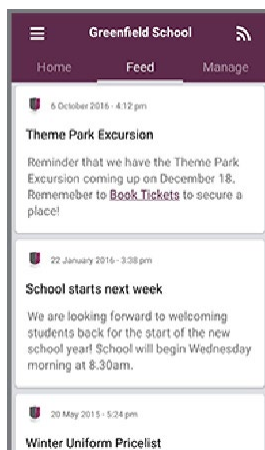 Greenfield School
Home Feed Manage
6 October 2016 - 4:12 pm
Theme Park Excursion
Reminder that we have the Theme Park
Excursion coming up on December 18.
Rememeber to Book Tickets to secure a
place!
22 January 2016 - 3:38 pm
School starts next week
We are looking forward to welcoming
students back for the start of the new
school year! School will begin Wednesday
morning at 8.30am.
20 May 2015 - 5:24 pm
Winter Uniform Pricelist